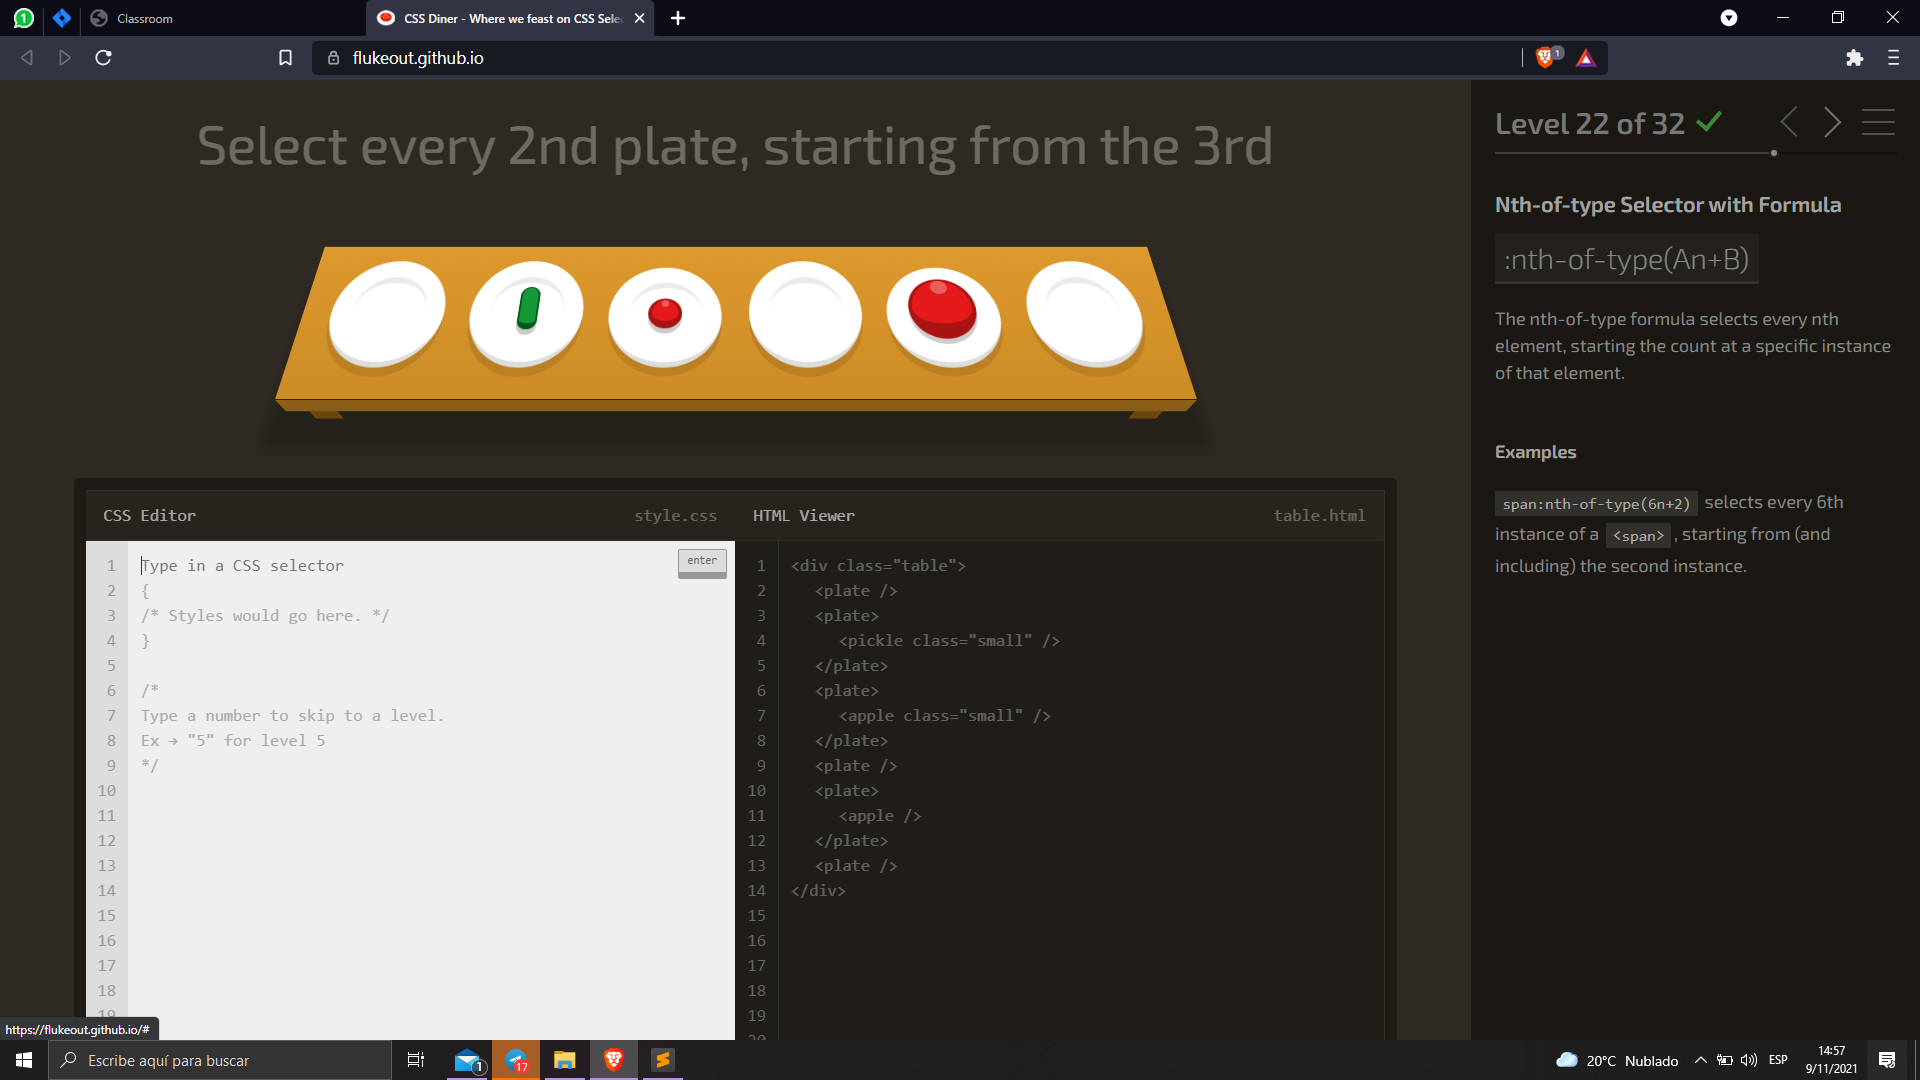 1
Classroom
CSS Diner - Where we feast on CSS Sele
flukeout.github.io
1
Select every 2nd plate, starting from the 3rd
CSS Editor
style.css
1 Type in a CSS selector
2 {
3 /* Styles would go here. */
4 }
5
6 /*
7 Type a number to skip to a level.
8 Ex → "5" for level 5
9 */
10
11
12
13
14
15
16
17
18
19
enter
HTML Viewer
table.html
1 <div class="table">
2 <plate />
3 <plate>
4 <pickle class="small" />
5 </plate>
6 <plate>
7 <apple class="small" />
8 </plate>
9 <plate />
10 <plate>
11 <apple />
12 </plate>
13 <plate />
14 </div>
15
16
17
18
19
20
Level 22 of 32
Nth-of-type Selector with Formula
:nth-of-type(An+B)
The nth-of-type formula selects every nth
element, starting the count at a specific instance
of that element.
Examples
span:nth-of-type(6n+2) selects every 6th
instance of a <span> , starting from (and
including) the second instance.
https://flukeout.github.io/#
Escribe aquí para buscar
1
17
20°C Nublado
ESP
14:57
9/11/2021